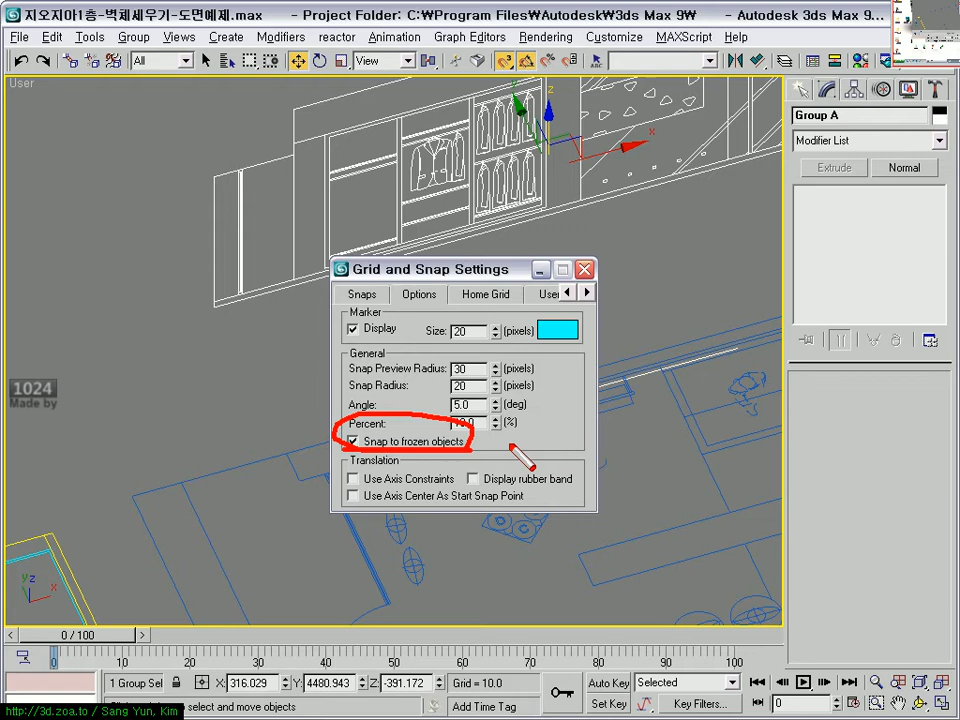 지오지아1층-벽체세우기-도면예제.max - Project Folder: C:₩Program Files₩Autodesk₩3ds Max 9₩ - Autodesk 3ds Max 9...
File Edit Tools Group Views Create Modifiers reactor Animation Graph Editors Rendering Customize MAXScript Help
All View
User
z
x
Group A
Modifier List
Extrude Normal
Grid and Snap Settings
Snaps Options Home Grid User
Marker
Display Size: 20 (pixels)
General
Snap Preview Radius: 30 (pixels)
Snap Radius: 20 (pixels)
Angle: 5.0 (deg)
Percent: (%)
Snap to frozen objects
Translation
Use Axis Constraints Display rubber band
Use Axis Center As Start Snap Point
1024
Made by
z
y
x
0 / 100
0 10 20 30 40 50 60 70 80 90 100
1 Group Sel X: 316.029 Y: 4480.943 Z: -391.172 Grid = 10.0 Auto Key Selected
select and move objects Add Time Tag Set Key Key Filters... 0
http://3d.zoa.to / Sang Yun, Kim